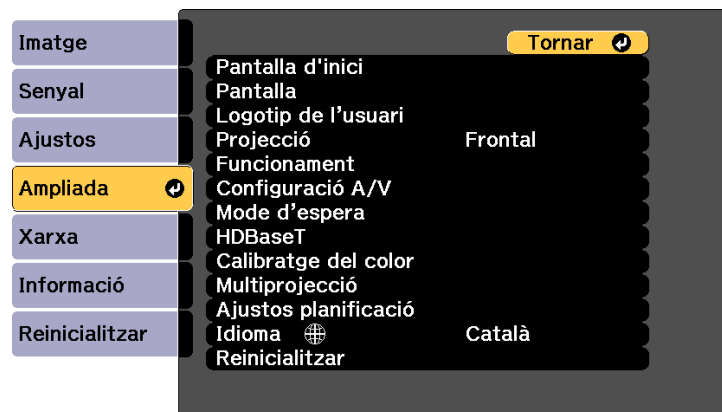 Imatge
Senyal
Ajustos
Ampliada
Xarxa
Informació
Reinicialitzar
Tornar
Pantalla d'inici
Pantalla
Logotip de l’usuari
Projecció Frontal
Funcionament
Configuració A/V
Mode d’espera
HDBaseT
Calibratge del color
Multiprojecció
Ajustos planificació
Idioma Català
Reinicialitzar